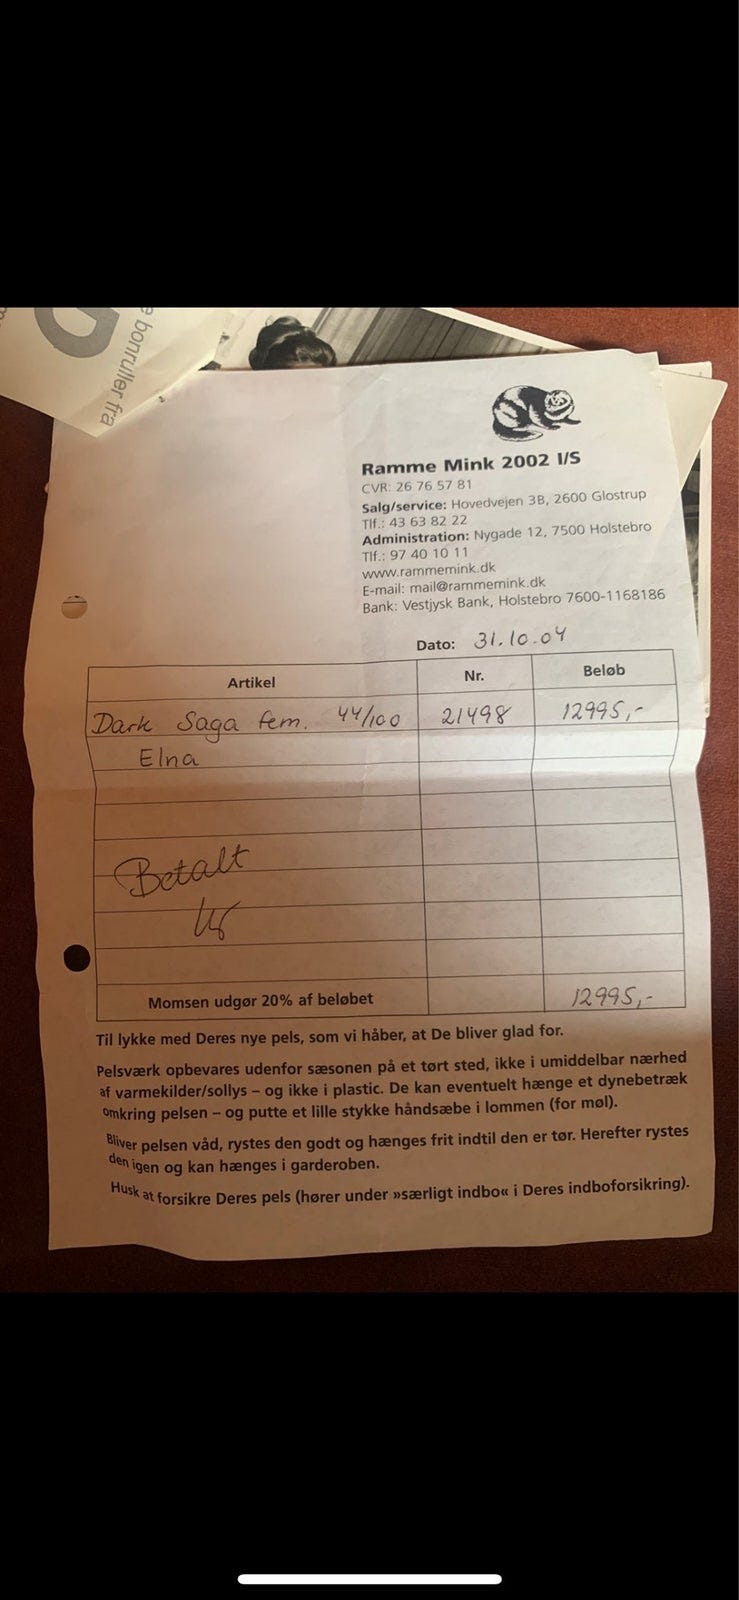 e bonruller fra
Ramme Mink 2002 I/S
CVR: 26 76 57 81
Salg/service: Hovedvejen 3B, 2600 Glostrup
Tlf.: 43 63 82 22
Administration: Nygade 12, 7500 Holstebro
Tlf.: 97 40 10 11
www.rammemink.dk
E-mail: mail@rammemink.dk
Bank: Vestjysk Bank, Holstebro 7600-1168186
Dato: 31.10.04
Artikel Nr. Beløb
Dark Saga fem. 44/100 21498 12995,-
Elna
Betalt
Momsen udgør 20% af beløbet 12995,-
Til lykke med Deres nye pels, som vi håber, at De bliver glad for.
Pelsværk opbevares udenfor sæsonen på et tørt sted, ikke i umiddelbar nærhed
af varmekilder/sollys – og ikke i plastic. De kan eventuelt hænge et dynebetræk
omkring pelsen – og putte et lille stykke håndsæbe i lommen (for møl).
Bliver pelsen våd, rystes den godt og hænges frit indtil den er tør. Herefter rystes
den igen og kan hænges i garderoben.
Husk at forsikre Deres pels (hører under »særligt indbo« i Deres indboforsikring).